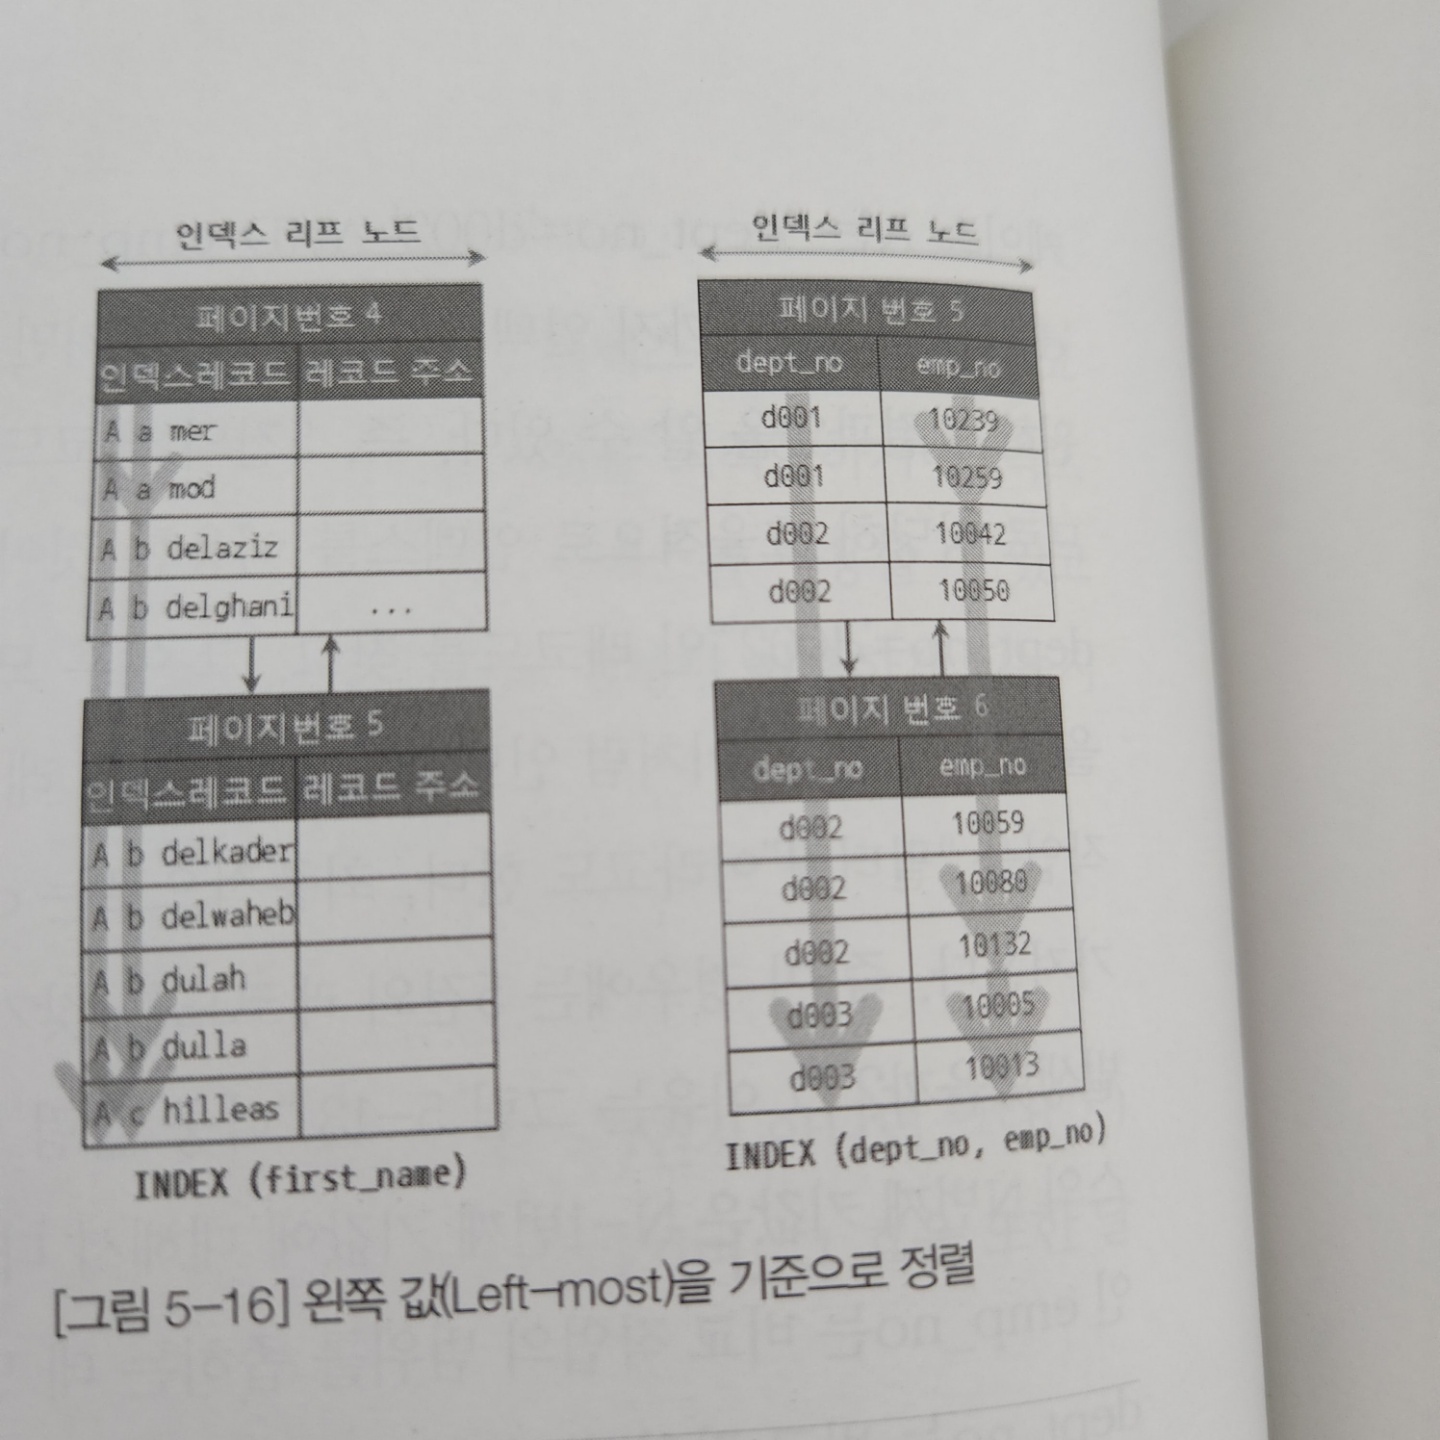 인덱스 리프 노드
페이지번호 4
인덱스레코드 레코드 주소
A a mer
A a mod
A b delaziz
A b delghani ...
페이지번호 5
인덱스레코드 레코드 주소
A b delkader
A b delwaheb
A b dulah
A b dulla
A c hilleas
INDEX (first_name)
인덱스 리프 노드
페이지 번호 5
dept_no emp_no
d001 10239
d001 10259
d002 10042
d002 10050
페이지 번호 6
dept_no emp_no
d002 10059
d002 10080
d002 10132
d003 10005
d003 10013
INDEX (dept_no, emp_no)
[그림 5-16] 왼쪽 값(Left-most)을 기준으로 정렬